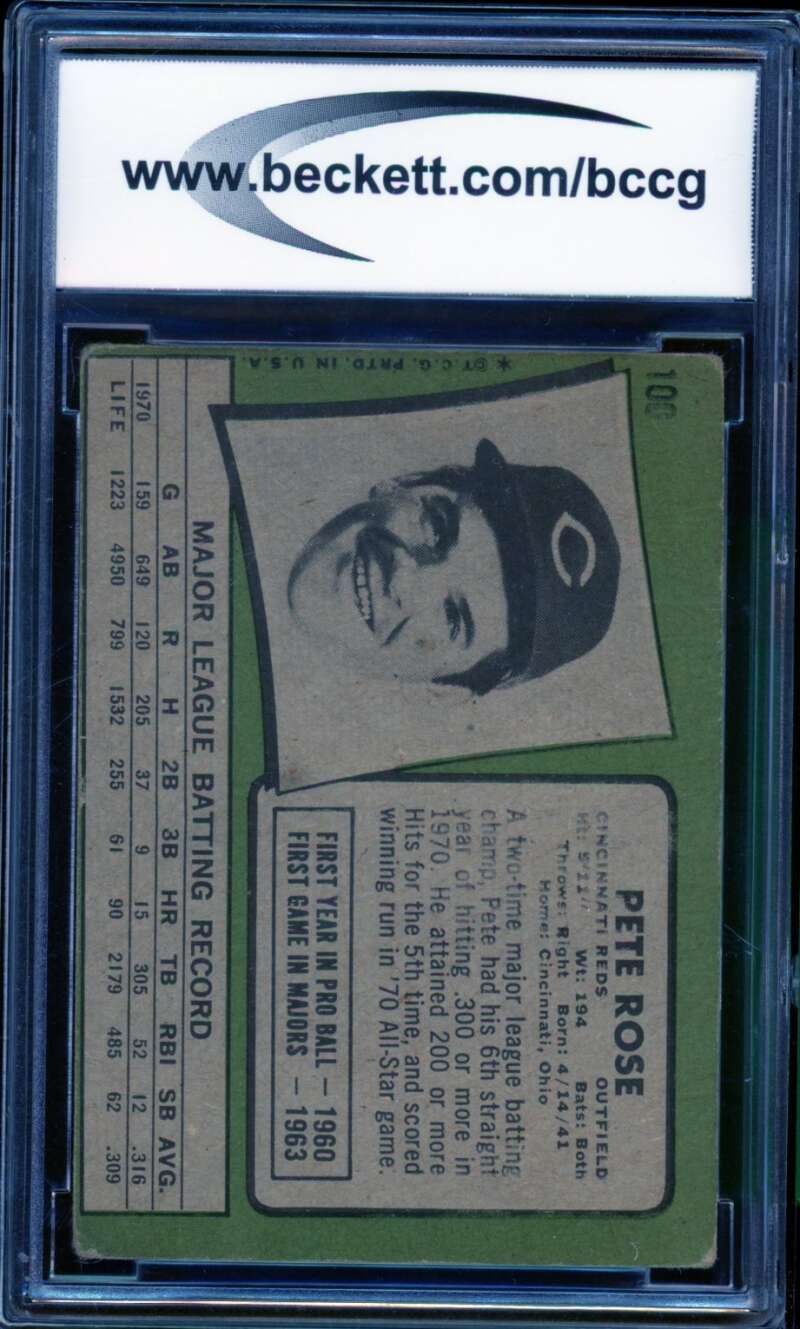 www.beckett.com/bccg
100
PETE ROSE
CINCINNATI REDS OUTFIELD
Ht: 5'11" Wt: 194 Bats: Both
Throws: Right Born: 4/14/41
Home: Cincinnati, Ohio
A two-time major league batting
champ, Pete had his 6th straight
year of hitting .300 or more in
1970. He attained 200 or more
Hits for the 5th time, and scored
winning run in '70 All-Star game.
FIRST YEAR IN PRO BALL — 1960
FIRST GAME IN MAJORS — 1963
C
*©T.C.G. PRTD. IN U.S.A.
MAJOR LEAGUE BATTING RECORD
G AB R H 2B 3B HR TB RBI SB AVG.
1970 159 649 120 205 37 9 15 305 52 12 .316
LIFE 1223 4950 799 1532 255 61 90 2179 485 62 .309